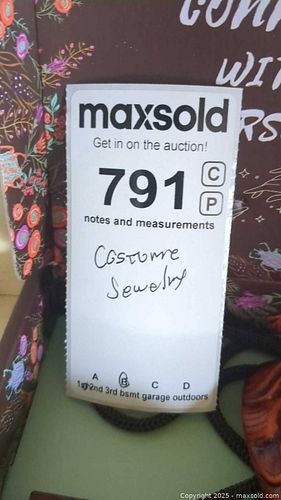 WIT
maxsold
Get in on the auction!
791
C
P
notes and measurements
Costume
Jewelry
A B C D
1st 2nd 3rd bsmt garage outdoors
Copyright 2025 - maxsold.com